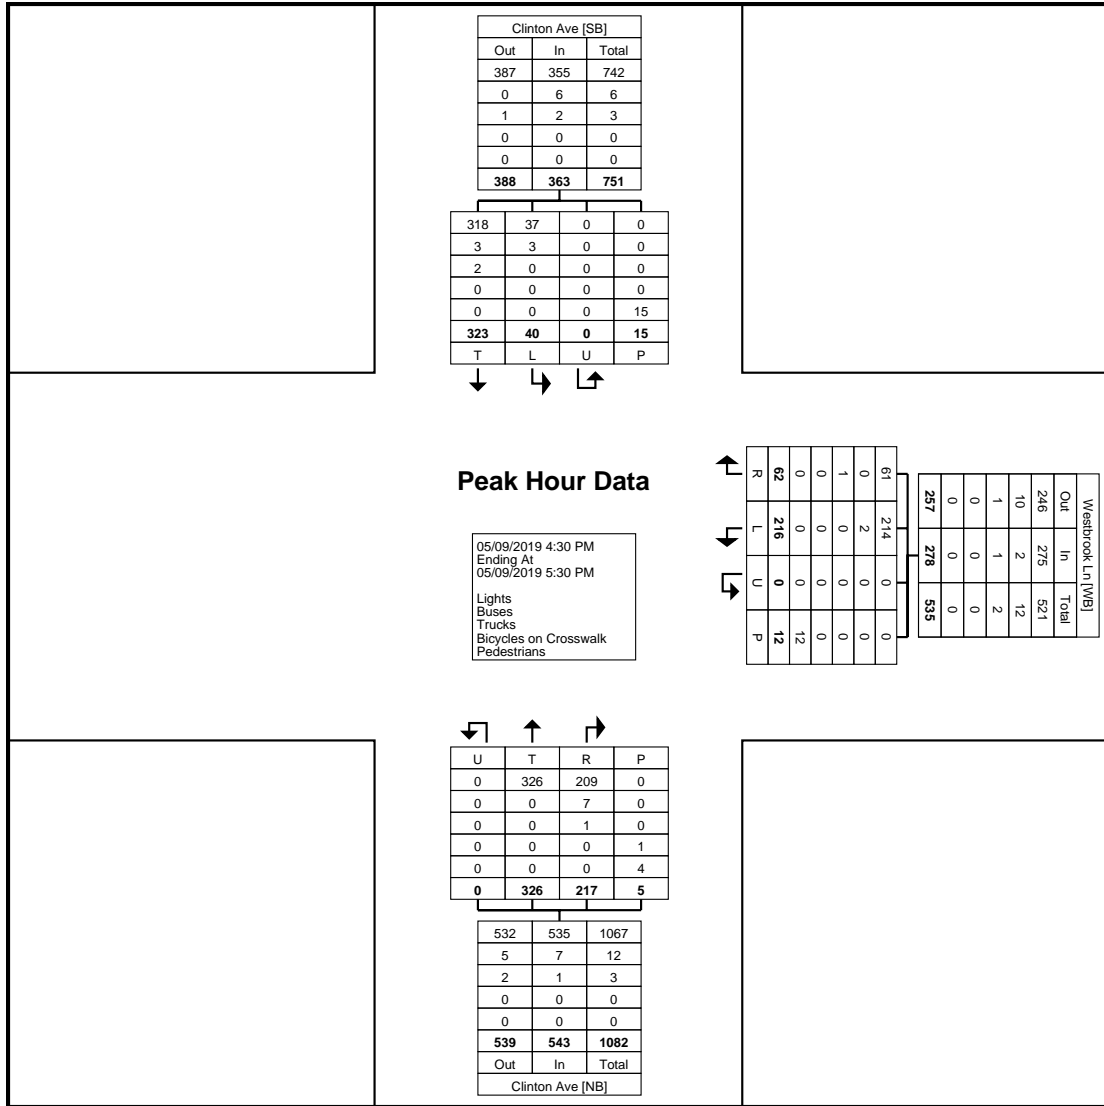 Clinton Ave [SB]
Out In Total
387 355 742
0 6 6
1 2 3
0 0 0
0 0 0
388 363 751
318 37 0 0
3 3 0 0
2 0 0 0
0 0 0 0
0 0 0 15
323 40 0 15
T L U P
Peak Hour Data
05/09/2019 4:30 PM
Ending At
05/09/2019 5:30 PM
Lights
Buses
Trucks
Bicycles on Crosswalk
Pedestrians
Westbrook Ln [WB]
Out In Total
246 275 521
10 2 12
1 1 2
0 0 0
0 0 0
257 278 535
61 214 0 0
0 2 0 0
1 0 0 0
0 0 0 0
0 0 0 12
62 216 0 12
R L U P
U T R P
0 326 209 0
0 0 7 0
0 0 1 0
0 0 0 1
0 0 0 4
0 326 217 5
532 535 1067
5 7 12
2 1 3
0 0 0
0 0 0
539 543 1082
Out In Total
Clinton Ave [NB]